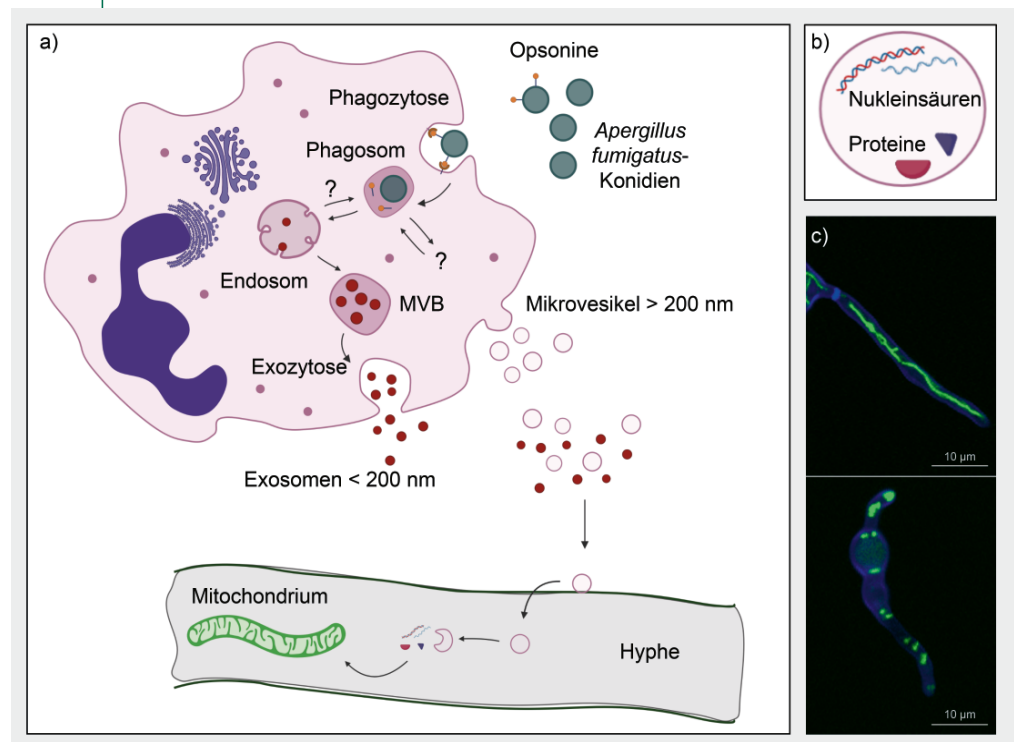 a)
Opsonine
Phagozytose
Apergillus
fumigatus-
Konidien
Phagosom
?
?
Endosom
MVB
Mikrovesikel > 200 nm
Exozytose
Exosomen < 200 nm
Mitochondrium
Hyphe
b)
Nukleinsäuren
Proteine
c)
10 µm
10 µm